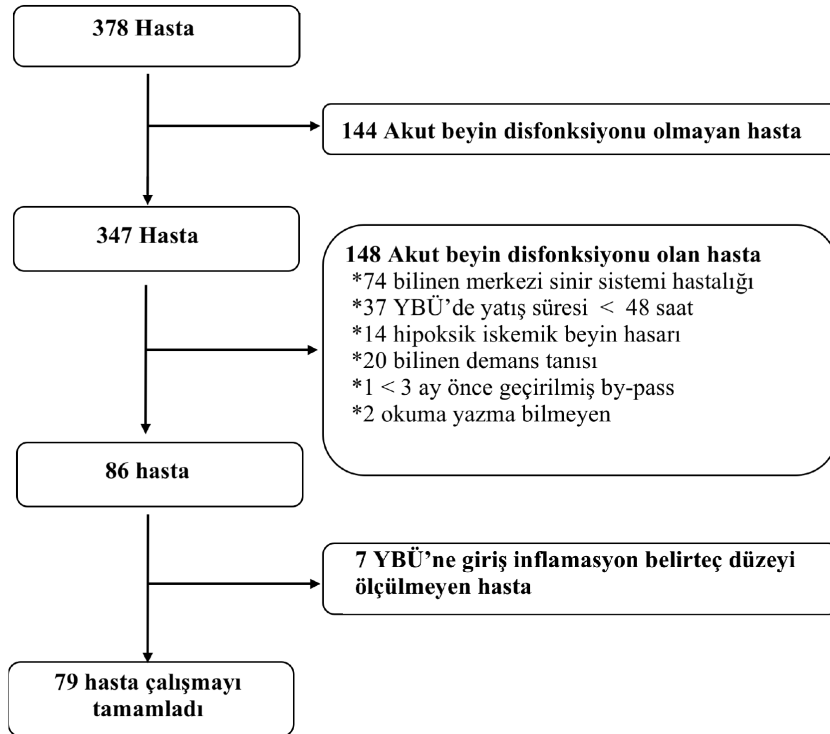 378 Hasta
144 Akut beyin disfonksiyonu olmayan hasta
347 Hasta
148 Akut beyin disfonksiyonu olan hasta
*74 bilinen merkezi sinir sistemi hastalığı
*37 YBÜ’de yatış süresi < 48 saat
*14 hipoksik iskemik beyin hasarı
*20 bilinen demans tanısı
*1 < 3 ay önce geçirilmiş by-pass
*2 okuma yazma bilmeyen
86 hasta
7 YBÜ’ne giriş inflamasyon belirteç düzeyi
ölçülmeyen hasta
79 hasta çalışmayı
tamamladı